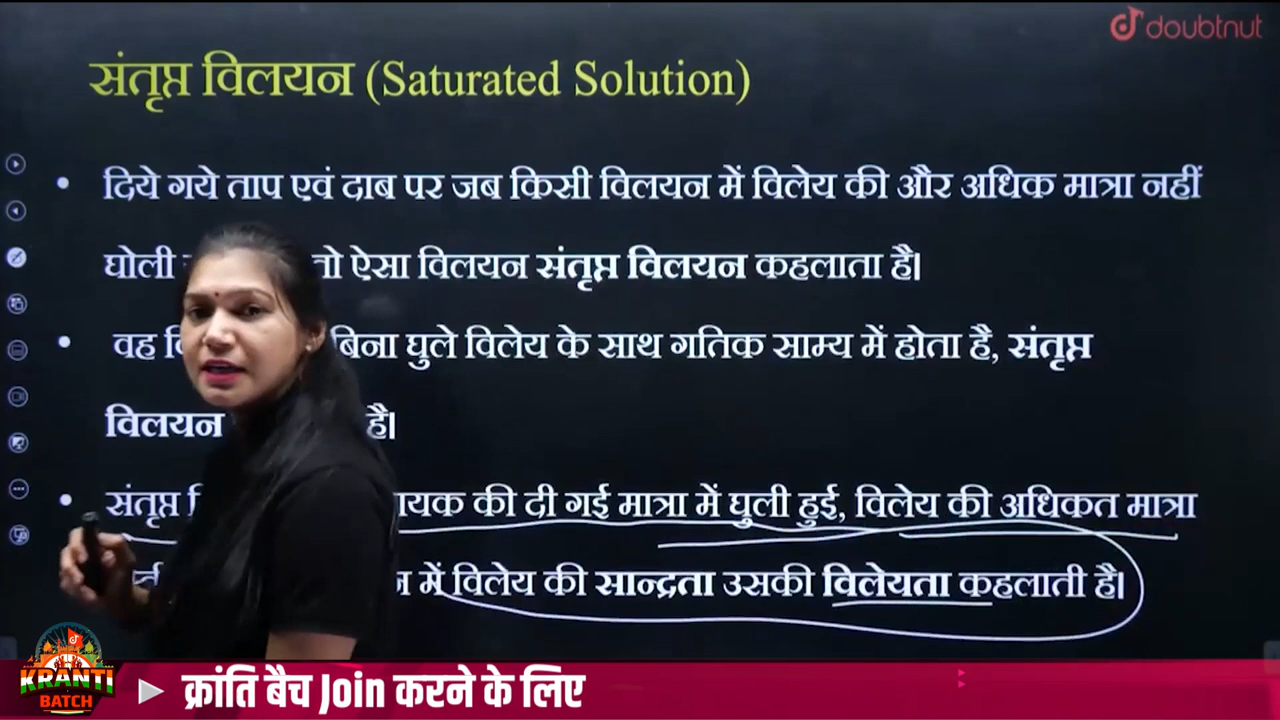 doubtnut
संतृप्त विलयन (Saturated Solution)
दिये गये ताप एवं दाब पर जब किसी विलयन में विलेय की और अधिक मात्रा नहीं
घोली तो ऐसा विलयन संतृप्त विलयन कहलाता है।
वह बिना घुले विलेय के साथ गतिक साम्य में होता है, संतृप्त
विलयन है।
संतृप्त की दी गई मात्रा में घुली हुई, विलेय की अधिकत मात्रा
में विलेय की सान्द्रता उसकी विलेयता कहलाती है।
KRANTI
BATCH
क्रांति बैच Join करने के लिए